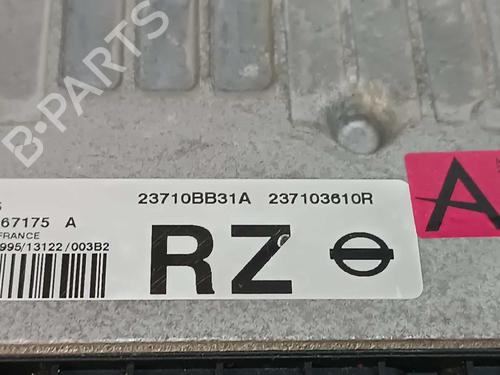 B-PARTS
23710BB31A 237103610R
67175 A
FRANCE
995/13122/003B2
RZ
A